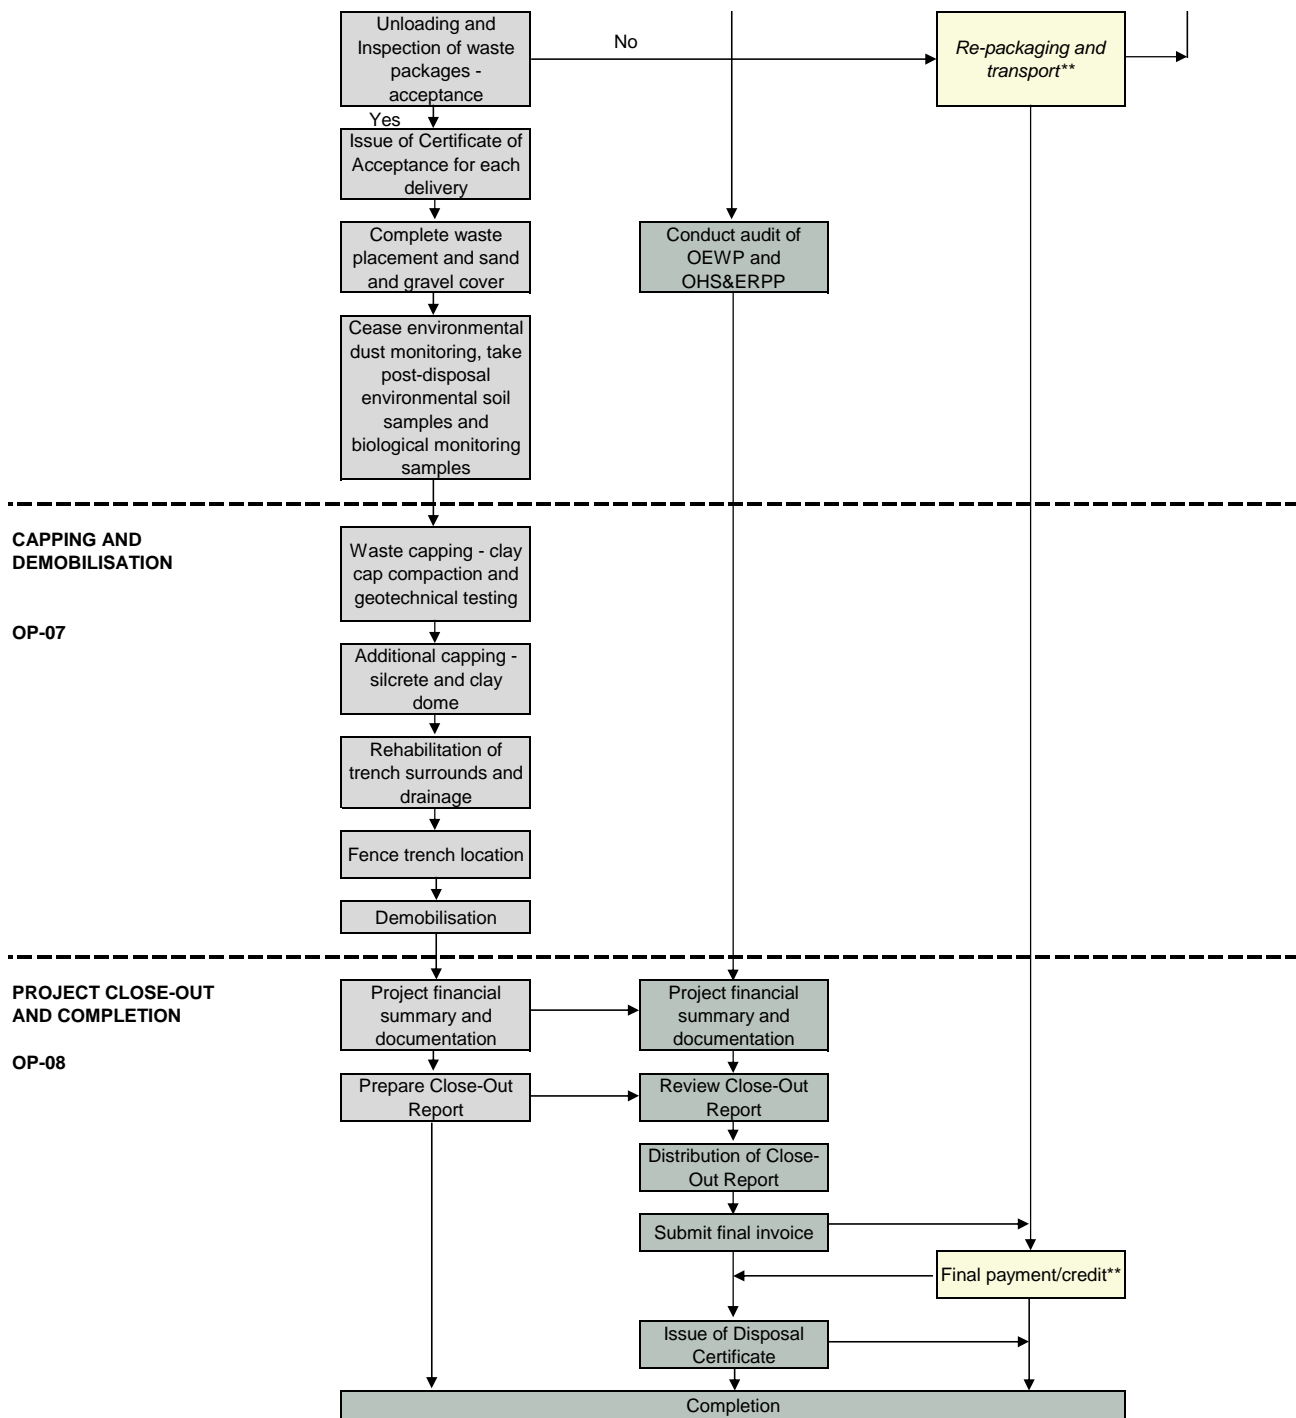 Unloading and
Inspection of waste
packages -
acceptance
No
Re-packaging and
transport**
Yes
Issue of Certificate of
Acceptance for each
delivery
Complete waste
placement and sand
and gravel cover
Conduct audit of
OEWP and
OHS&ERPP
Cease environmental
dust monitoring, take
post-disposal
environmental soil
samples and
biological monitoring
samples
CAPPING AND
DEMOBILISATION
OP-07
Waste capping - clay
cap compaction and
geotechnical testing
Additional capping -
silcrete and clay
dome
Rehabilitation of
trench surrounds and
drainage
Fence trench location
Demobilisation
PROJECT CLOSE-OUT
AND COMPLETION
OP-08
Project financial
summary and
documentation
Project financial
summary and
documentation
Prepare Close-Out
Report
Review Close-Out
Report
Distribution of Close-
Out Report
Submit final invoice
Final payment/credit**
Issue of Disposal
Certificate
Completion